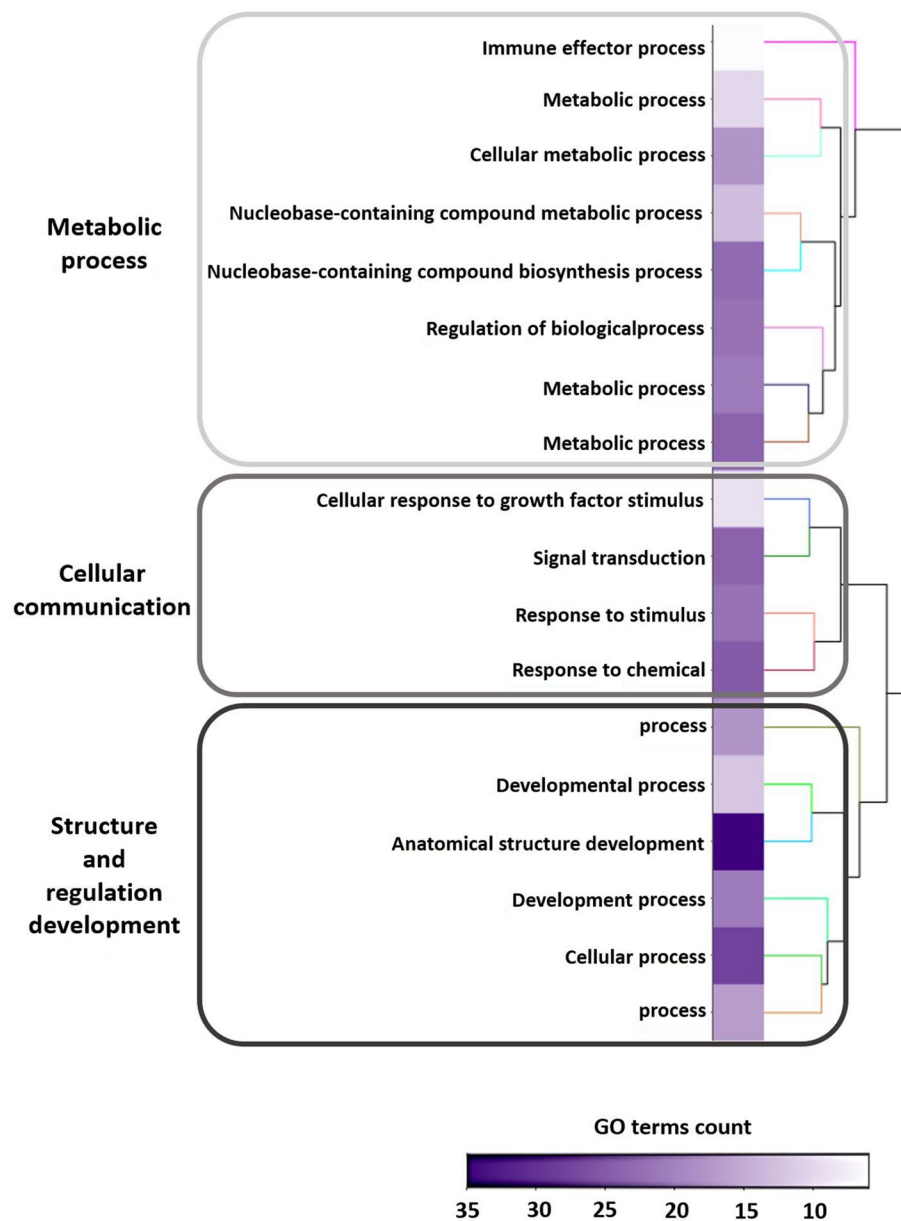 Immune effector process
Metabolic process
Cellular metabolic process
Nucleobase-containing compound metabolic process
Nucleobase-containing compound biosynthesis process
Regulation of biologicalprocess
Metabolic process
Metabolic process
Metabolic
process
Cellular response to growth factor stimulus
Signal transduction
Response to stimulus
Response to chemical
Cellular
communication
process
Developmental process
Anatomical structure development
Development process
Cellular process
process
Structure
and
regulation
development
GO terms count
35 30 25 20 15 10